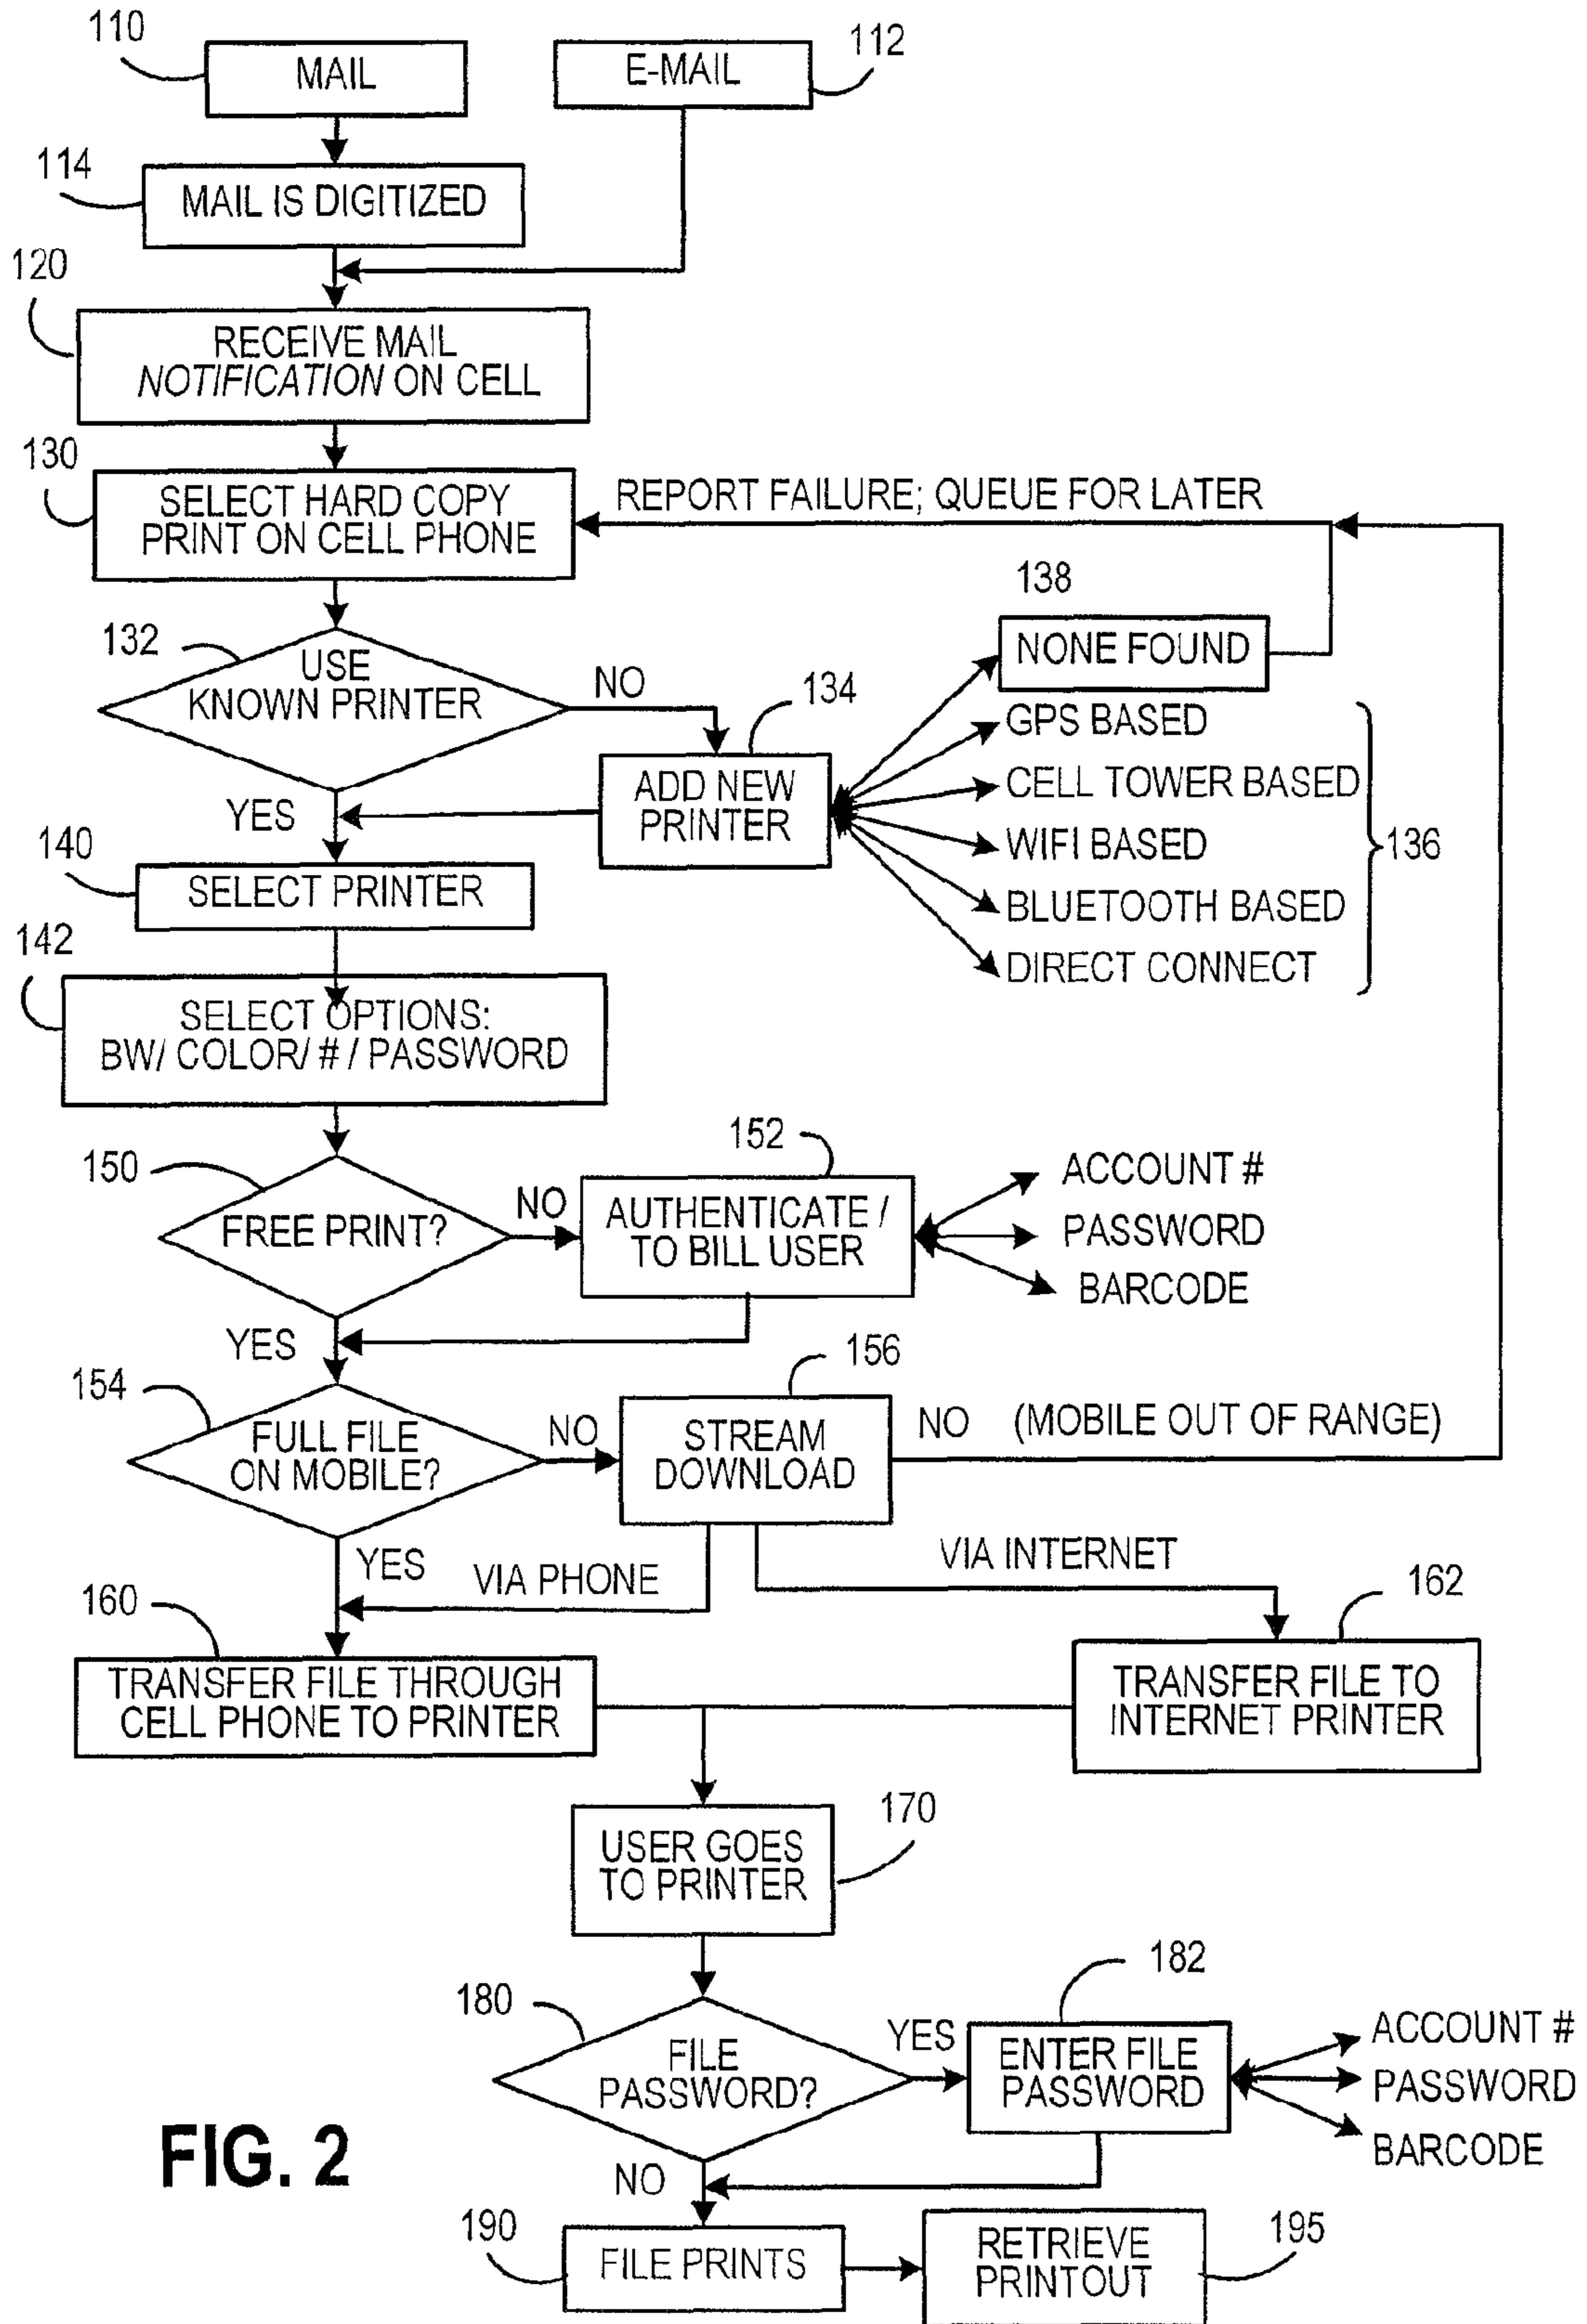 110
MAIL
E-MAIL
112
114
MAIL IS DIGITIZED
120
RECEIVE MAIL
NOTIFICATION ON CELL
130
SELECT HARD COPY
PRINT ON CELL PHONE
REPORT FAILURE; QUEUE FOR LATER
138
NONE FOUND
132
USE
KNOWN PRINTER
NO
134
ADD NEW
PRINTER
GPS BASED
CELL TOWER BASED
WIFI BASED
BLUETOOTH BASED
DIRECT CONNECT
136
YES
140
SELECT PRINTER
142
SELECT OPTIONS:
BW/ COLOR/ # / PASSWORD
150
FREE PRINT?
NO
152
AUTHENTICATE /
TO BILL USER
ACCOUNT #
PASSWORD
BARCODE
YES
154
FULL FILE
ON MOBILE?
NO
156
STREAM
DOWNLOAD
NO (MOBILE OUT OF RANGE)
YES
VIA PHONE
VIA INTERNET
160
TRANSFER FILE THROUGH
CELL PHONE TO PRINTER
162
TRANSFER FILE TO
INTERNET PRINTER
170
USER GOES
TO PRINTER
180
FILE
PASSWORD?
YES
182
ENTER FILE
PASSWORD
ACCOUNT #
PASSWORD
BARCODE
NO
190
FILE PRINTS
RETRIEVE
PRINTOUT
195
FIG. 2